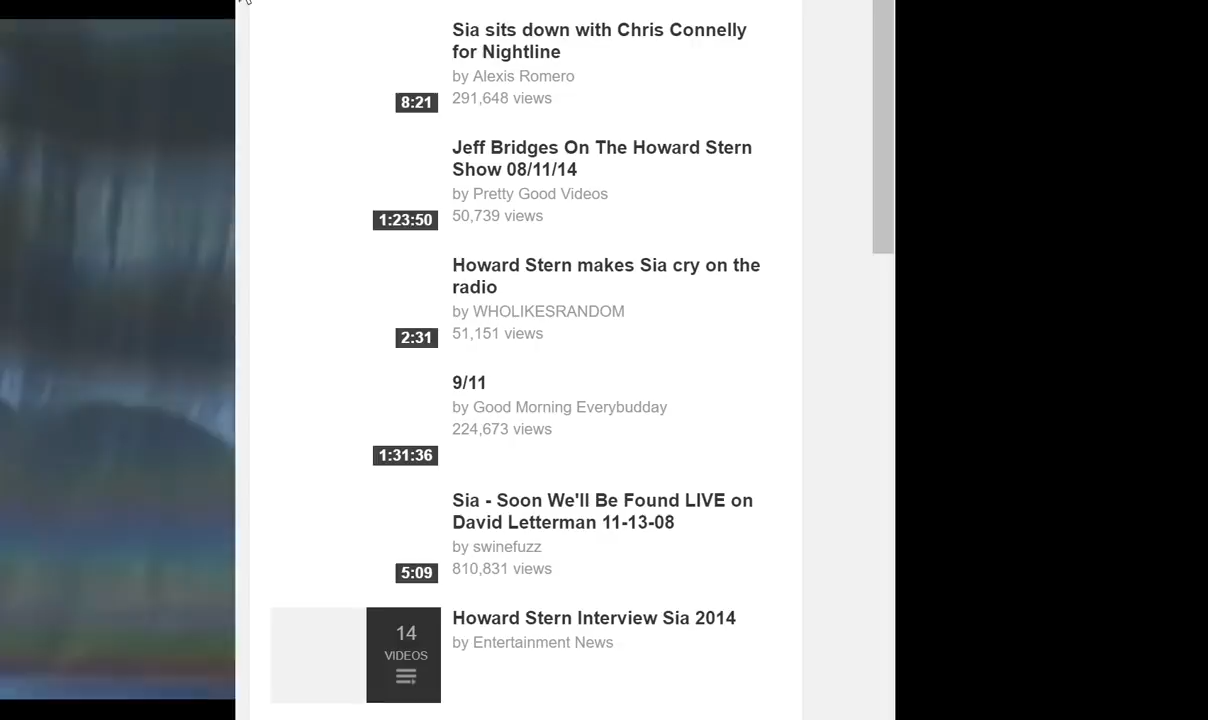 Sia sits down with Chris Connelly
for Nightline
by Alexis Romero
291,648 views
8:21
Jeff Bridges On The Howard Stern
Show 08/11/14
by Pretty Good Videos
50,739 views
1:23:50
Howard Stern makes Sia cry on the
radio
by WHOLIKESRANDOM
51,151 views
2:31
9/11
by Good Morning Everybudday
224,673 views
1:31:36
Sia - Soon We'll Be Found LIVE on
David Letterman 11-13-08
by swinefuzz
810,831 views
5:09
Howard Stern Interview Sia 2014
by Entertainment News
14
VIDEOS